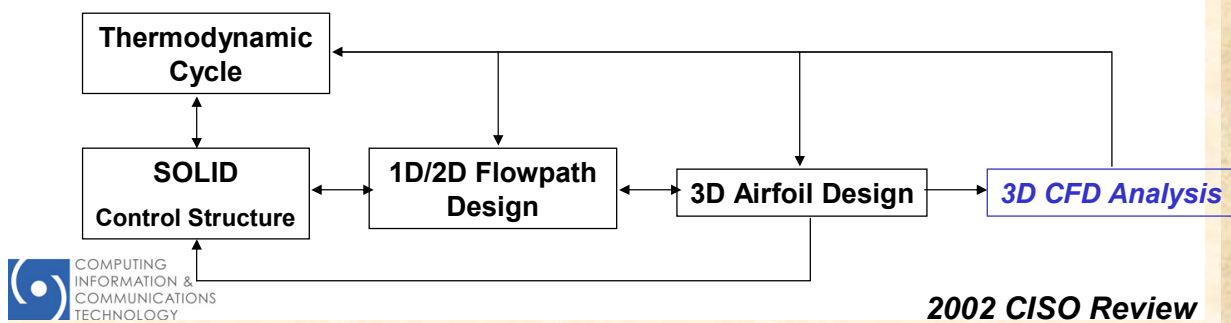 Thermodynamic
Cycle
SOLID
Control Structure
1D/2D Flowpath
Design
3D Airfoil Design
3D CFD Analysis
COMPUTING
INFORMATION &
COMMUNICATIONS
TECHNOLOGY
2002 CISO Review